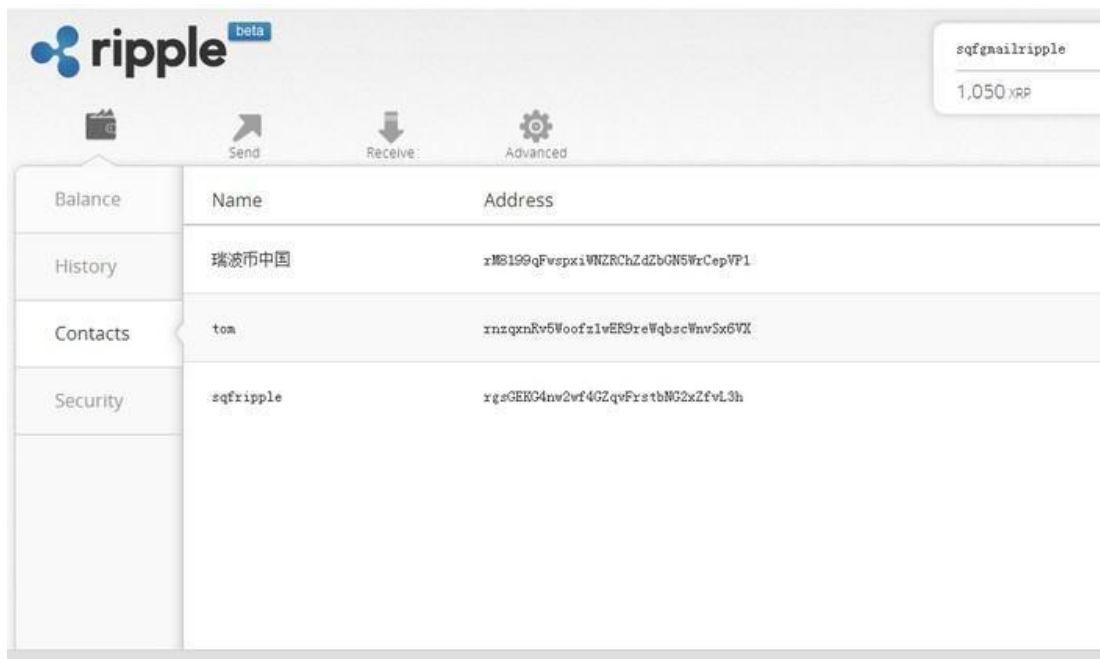 ripple beta
sqfgmailripple
1,050 XRP
Send Receive Advanced
Balance
History
Contacts
Security
Name Address
瑞波币中国 rM8199qFwspxiWNZRChZdZbGN5WrCepVP1
tom rnzqxnRv5Woofz1wER9reWqbscWnvSx6VX
sqfripple rgsGEKG4nw2wf4GZqvFrstbNG2xZfvL3h